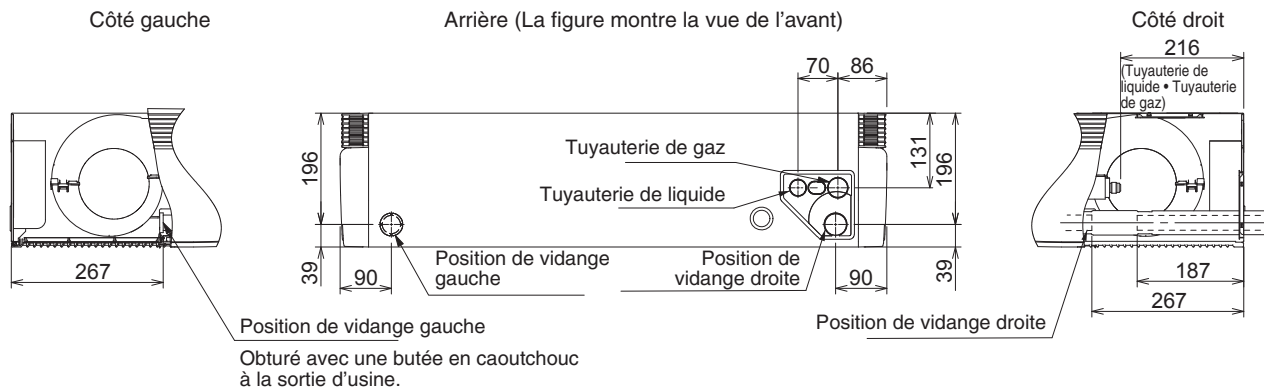 Côté gauche
Arrière (La figure montre la vue de l'avant)
Côté droit
216
70
86
(Tuyauterie de
liquide • Tuyauterie
de gaz)
196
Tuyauterie de gaz
131
196
Tuyauterie de liquide
267
39
90
Position de vidange
gauche
Position de
vidange droite
90
39
187
267
Position de vidange gauche
Position de vidange droite
Obturé avec une butée en caoutchouc
à la sortie d'usine.